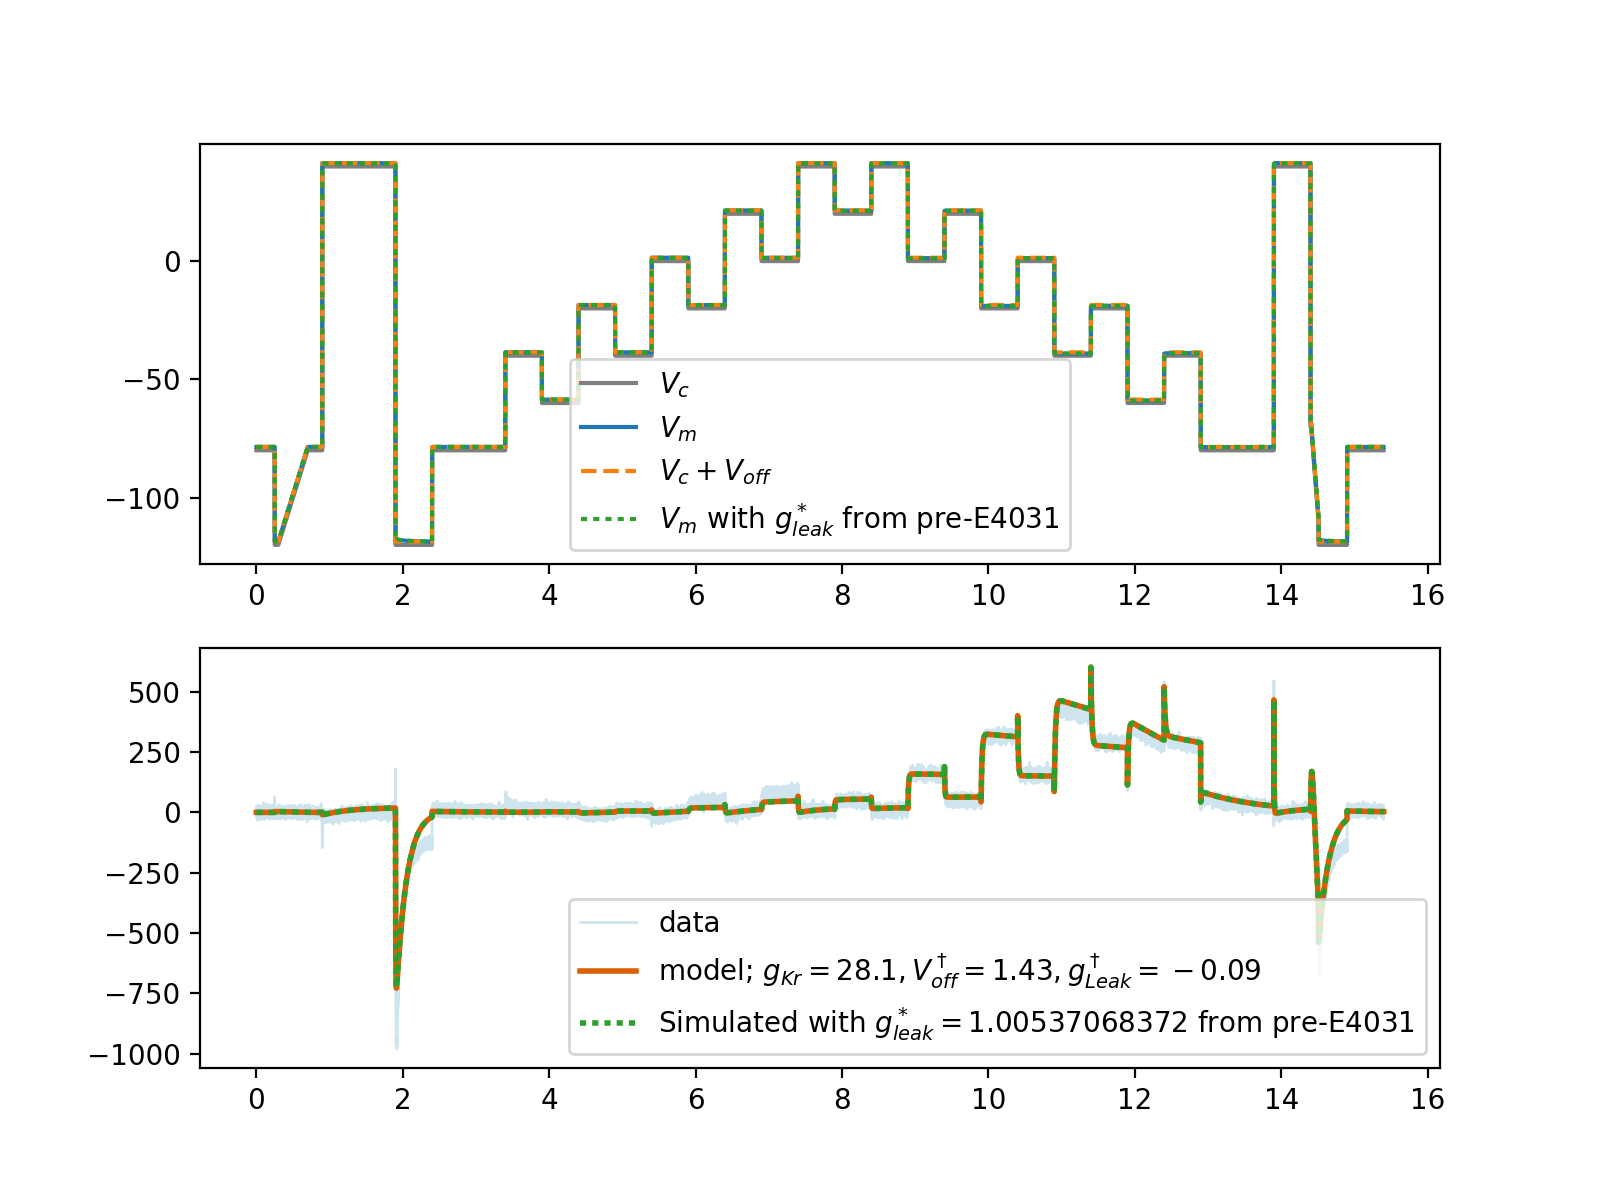 0
−50
−100
V_c
V_m
V_c + V_off
V_m with g*_leak from pre-E4031
0 2 4 6 8 10 12 14 16
500
250
0
−250
−500
−750
−1000
data
model; g_Kr = 28.1, V†_off = 1.43, g†_Leak = −0.09
Simulated with g*_leak = 1.00537068372 from pre-E4031
0 2 4 6 8 10 12 14 16